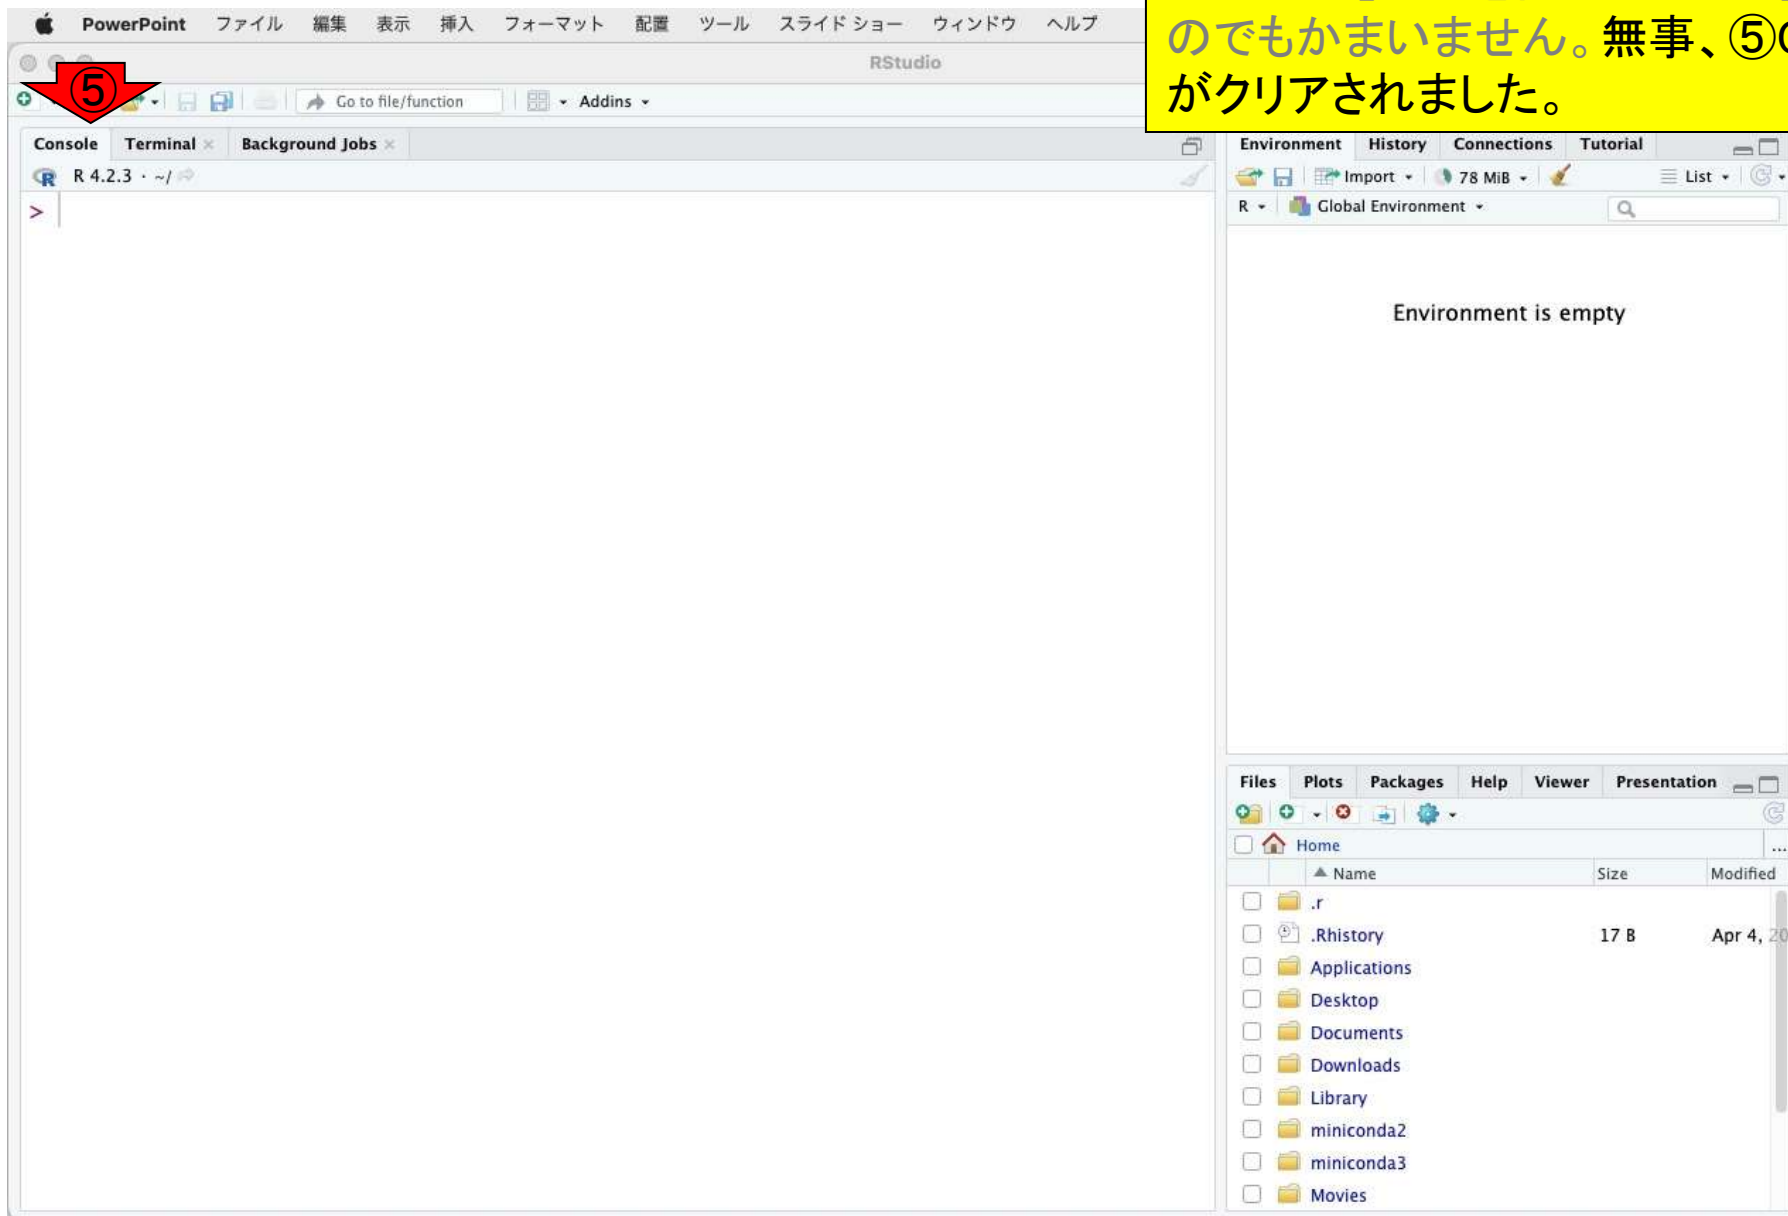 PowerPoint ファイル 編集 表示 挿入 フォーマット 配置 ツール スライド ショー ウィンドウ ヘルプ
のでもかまいません。無事、⑤
がクリアされました。
RStudio
⑤
Go to file/function Addins
Console Terminal Background Jobs
R 4.2.3 · ~/
>
Environment History Connections Tutorial
Import 78 MiB List
R Global Environment
Environment is empty
Files Plots Packages Help Viewer Presentation
Home ...
Name Size Modified
.r
.Rhistory 17 B Apr 4, 20
Applications
Desktop
Documents
Downloads
Library
miniconda2
miniconda3
Movies